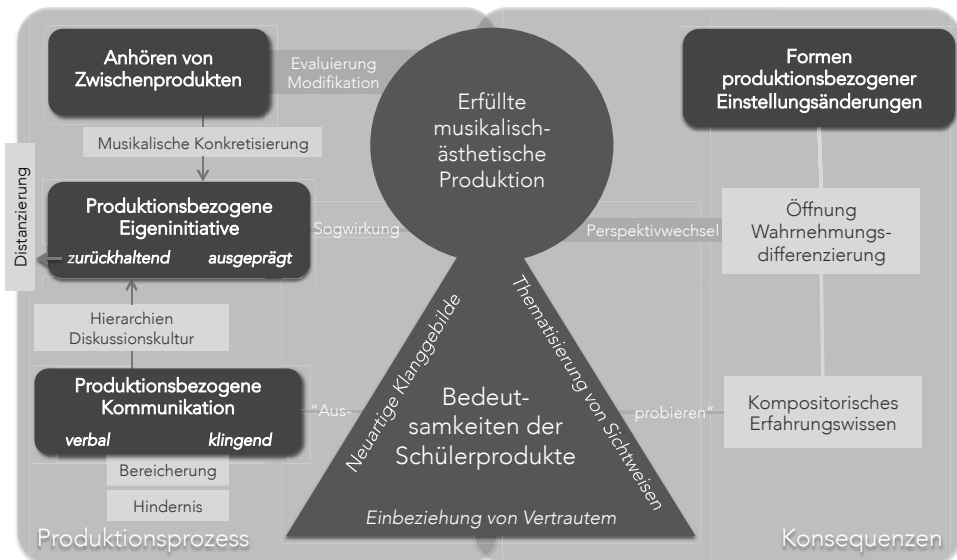 Anhören von
Zwischenprodukten
Evaluierung
Modifikation
Musikalische Konkretisierung
Distanzierung
Produktionsbezogene
Eigeninitiative
zurückhaltend ausgeprägt
Sogwirkung
Hierarchien
Diskussionskultur
Produktionsbezogene
Kommunikation
verbal klingend
Bereicherung
Hindernis
Produktionsprozess
Erfüllte
musikalisch-
ästhetische
Produktion
"Aus-
probieren"
Neuartige Klanggebilde
Thematisierung von Sichtweisen
Bedeut-
samkeiten der
Schülerprodukte
Einbeziehung von Vertrautem
Formen
produktionsbezogener
Einstellungsänderungen
Perspektivwechsel
Öffnung
Wahrnehmungs-
differenzierung
Kompositorisches
Erfahrungswissen
Konsequenzen